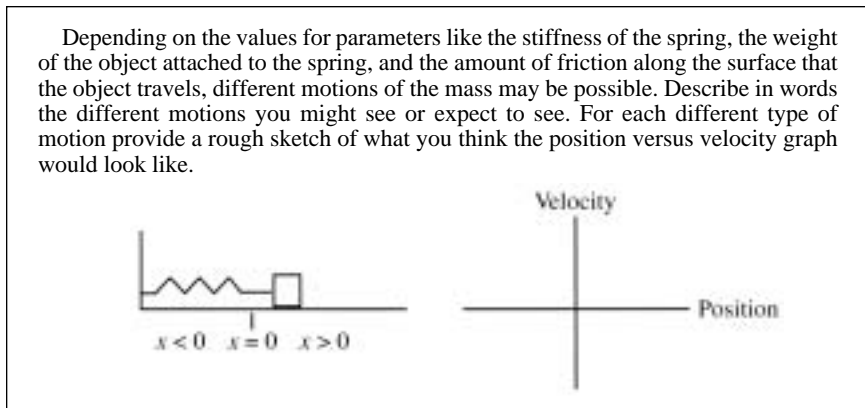 Depending on the values for parameters like the stiffness of the spring, the weight
of the object attached to the spring, and the amount of friction along the surface that
the object travels, different motions of the mass may be possible. Describe in words
the different motions you might see or expect to see. For each different type of
motion provide a rough sketch of what you think the position versus velocity graph
would look like.
Velocity
Position
x < 0 x = 0 x > 0